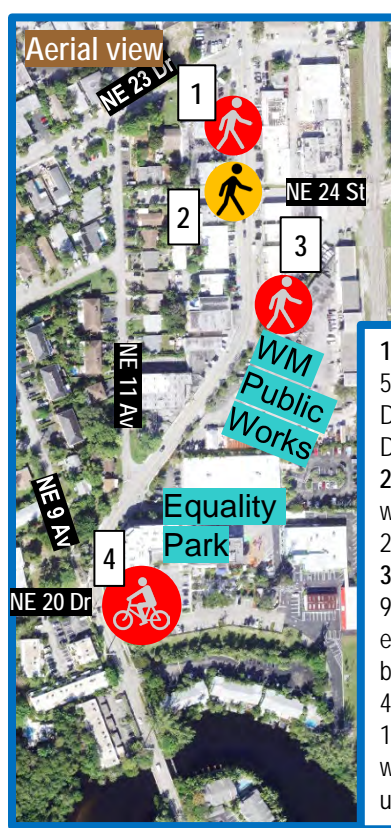 Aerial view
NE 23 Dr
1
NE 24 St
2
3
WM
Public
Works
NE 11 Av
Equality
Park
NE 9 Av
4
NE 20 Dr
1
5
D
D
2
w
2
3
9
e
b
4
1
w
u